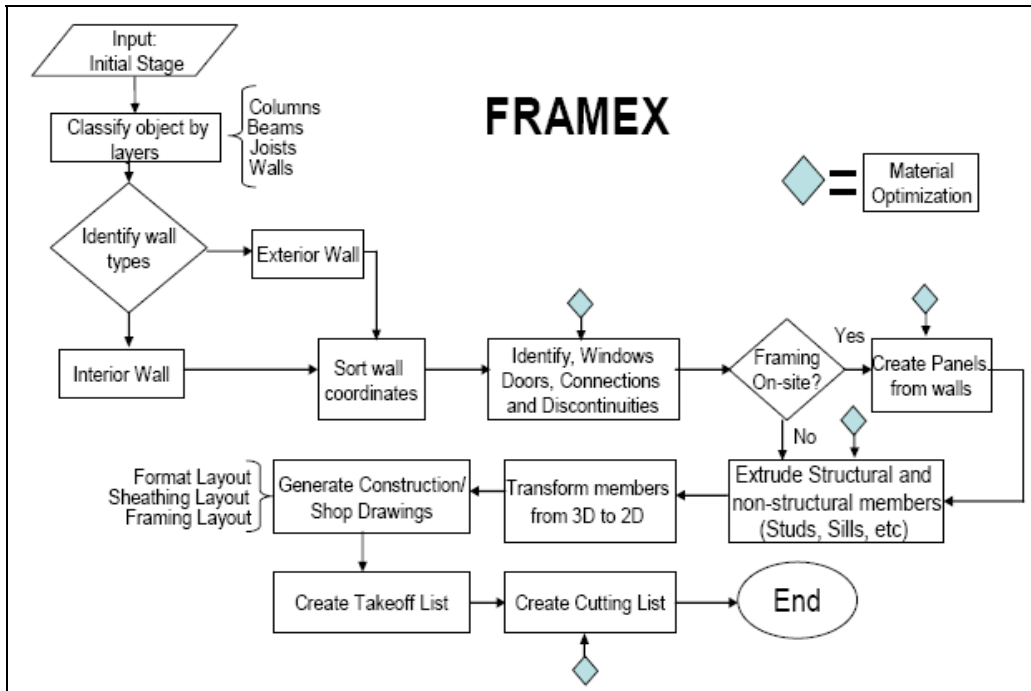 Input:
Initial Stage
Classify object by
layers
Columns
Beams
Joists
Walls
FRAMEX
=
Material
Optimization
Identify wall
types
Exterior Wall
Interior Wall
Sort wall
coordinates
Identify, Windows
Doors, Connections
and Discontinuities
Framing
On-site?
Yes
No
Create Panels
from walls
Extrude Structural and
non-structural members
(Studs, Sills, etc)
Transform members
from 3D to 2D
Generate Construction/
Shop Drawings
Format Layout
Sheathing Layout
Framing Layout
Create Takeoff List
Create Cutting List
End